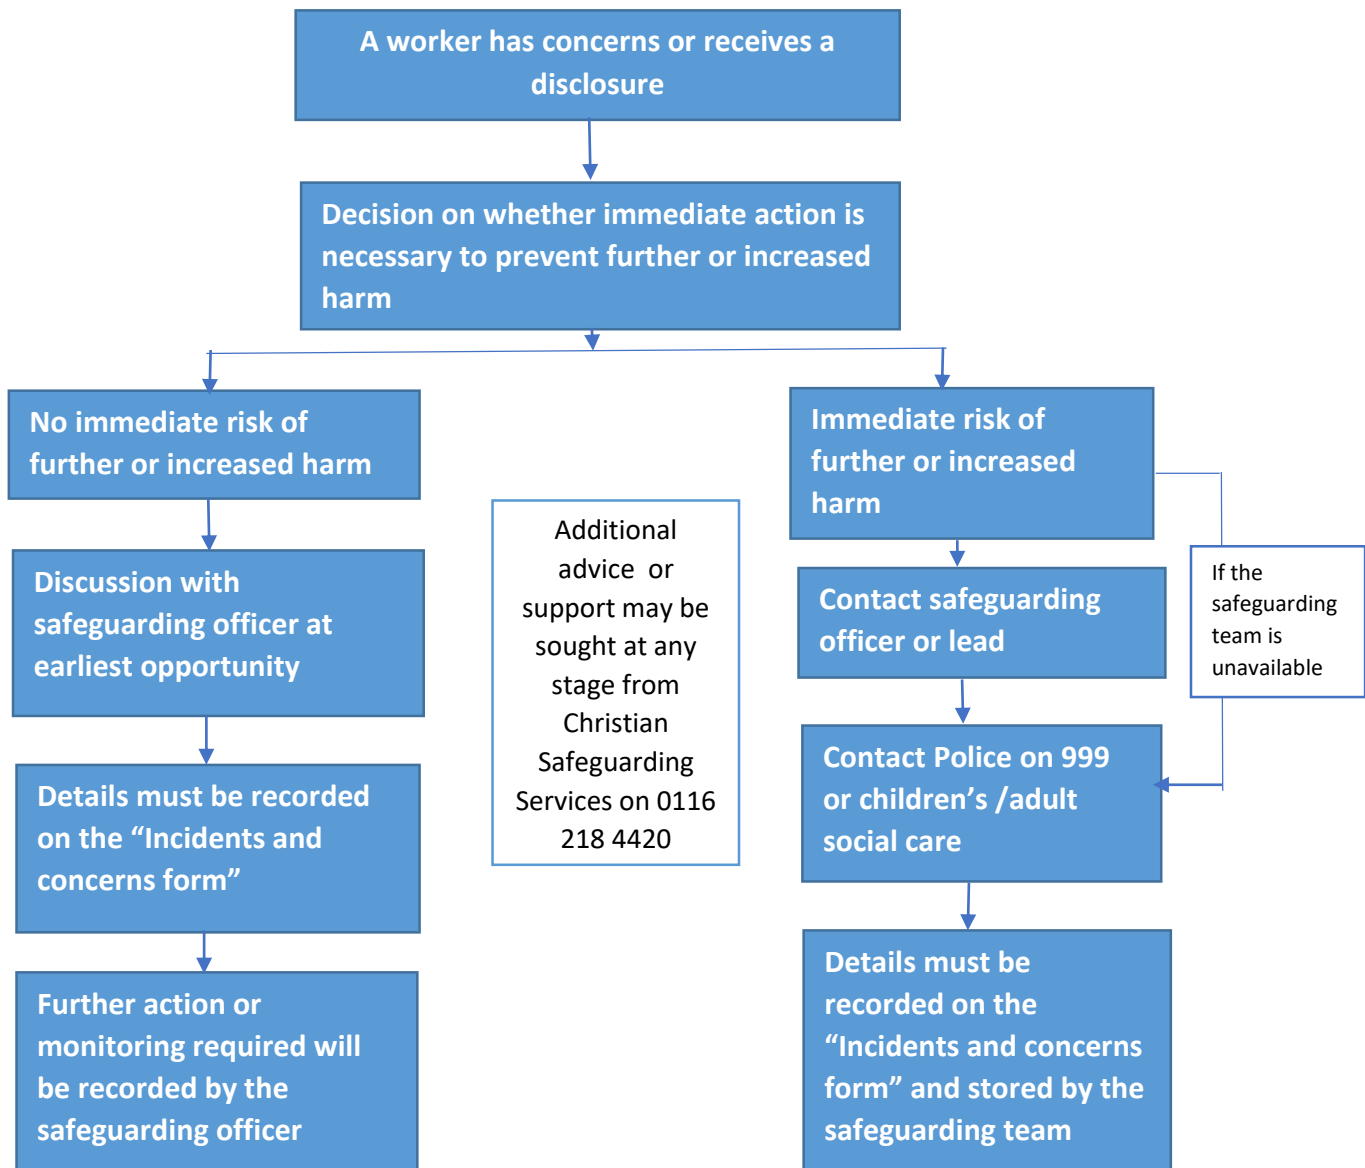 A worker has concerns or receives a
disclosure
Decision on whether immediate action is
necessary to prevent further or increased
harm
No immediate risk of
further or increased harm
Discussion with
safeguarding officer at
earliest opportunity
Details must be recorded
on the “Incidents and
concerns form”
Further action or
monitoring required will
be recorded by the
safeguarding officer
Additional
advice or
support may be
sought at any
stage from
Christian
Safeguarding
Services on 0116
218 4420
Immediate risk of
further or increased
harm
Contact safeguarding
officer or lead
If the
safeguarding
team is
unavailable
Contact Police on 999
or children’s /adult
social care
Details must be
recorded on the
“Incidents and concerns
form” and stored by the
safeguarding team